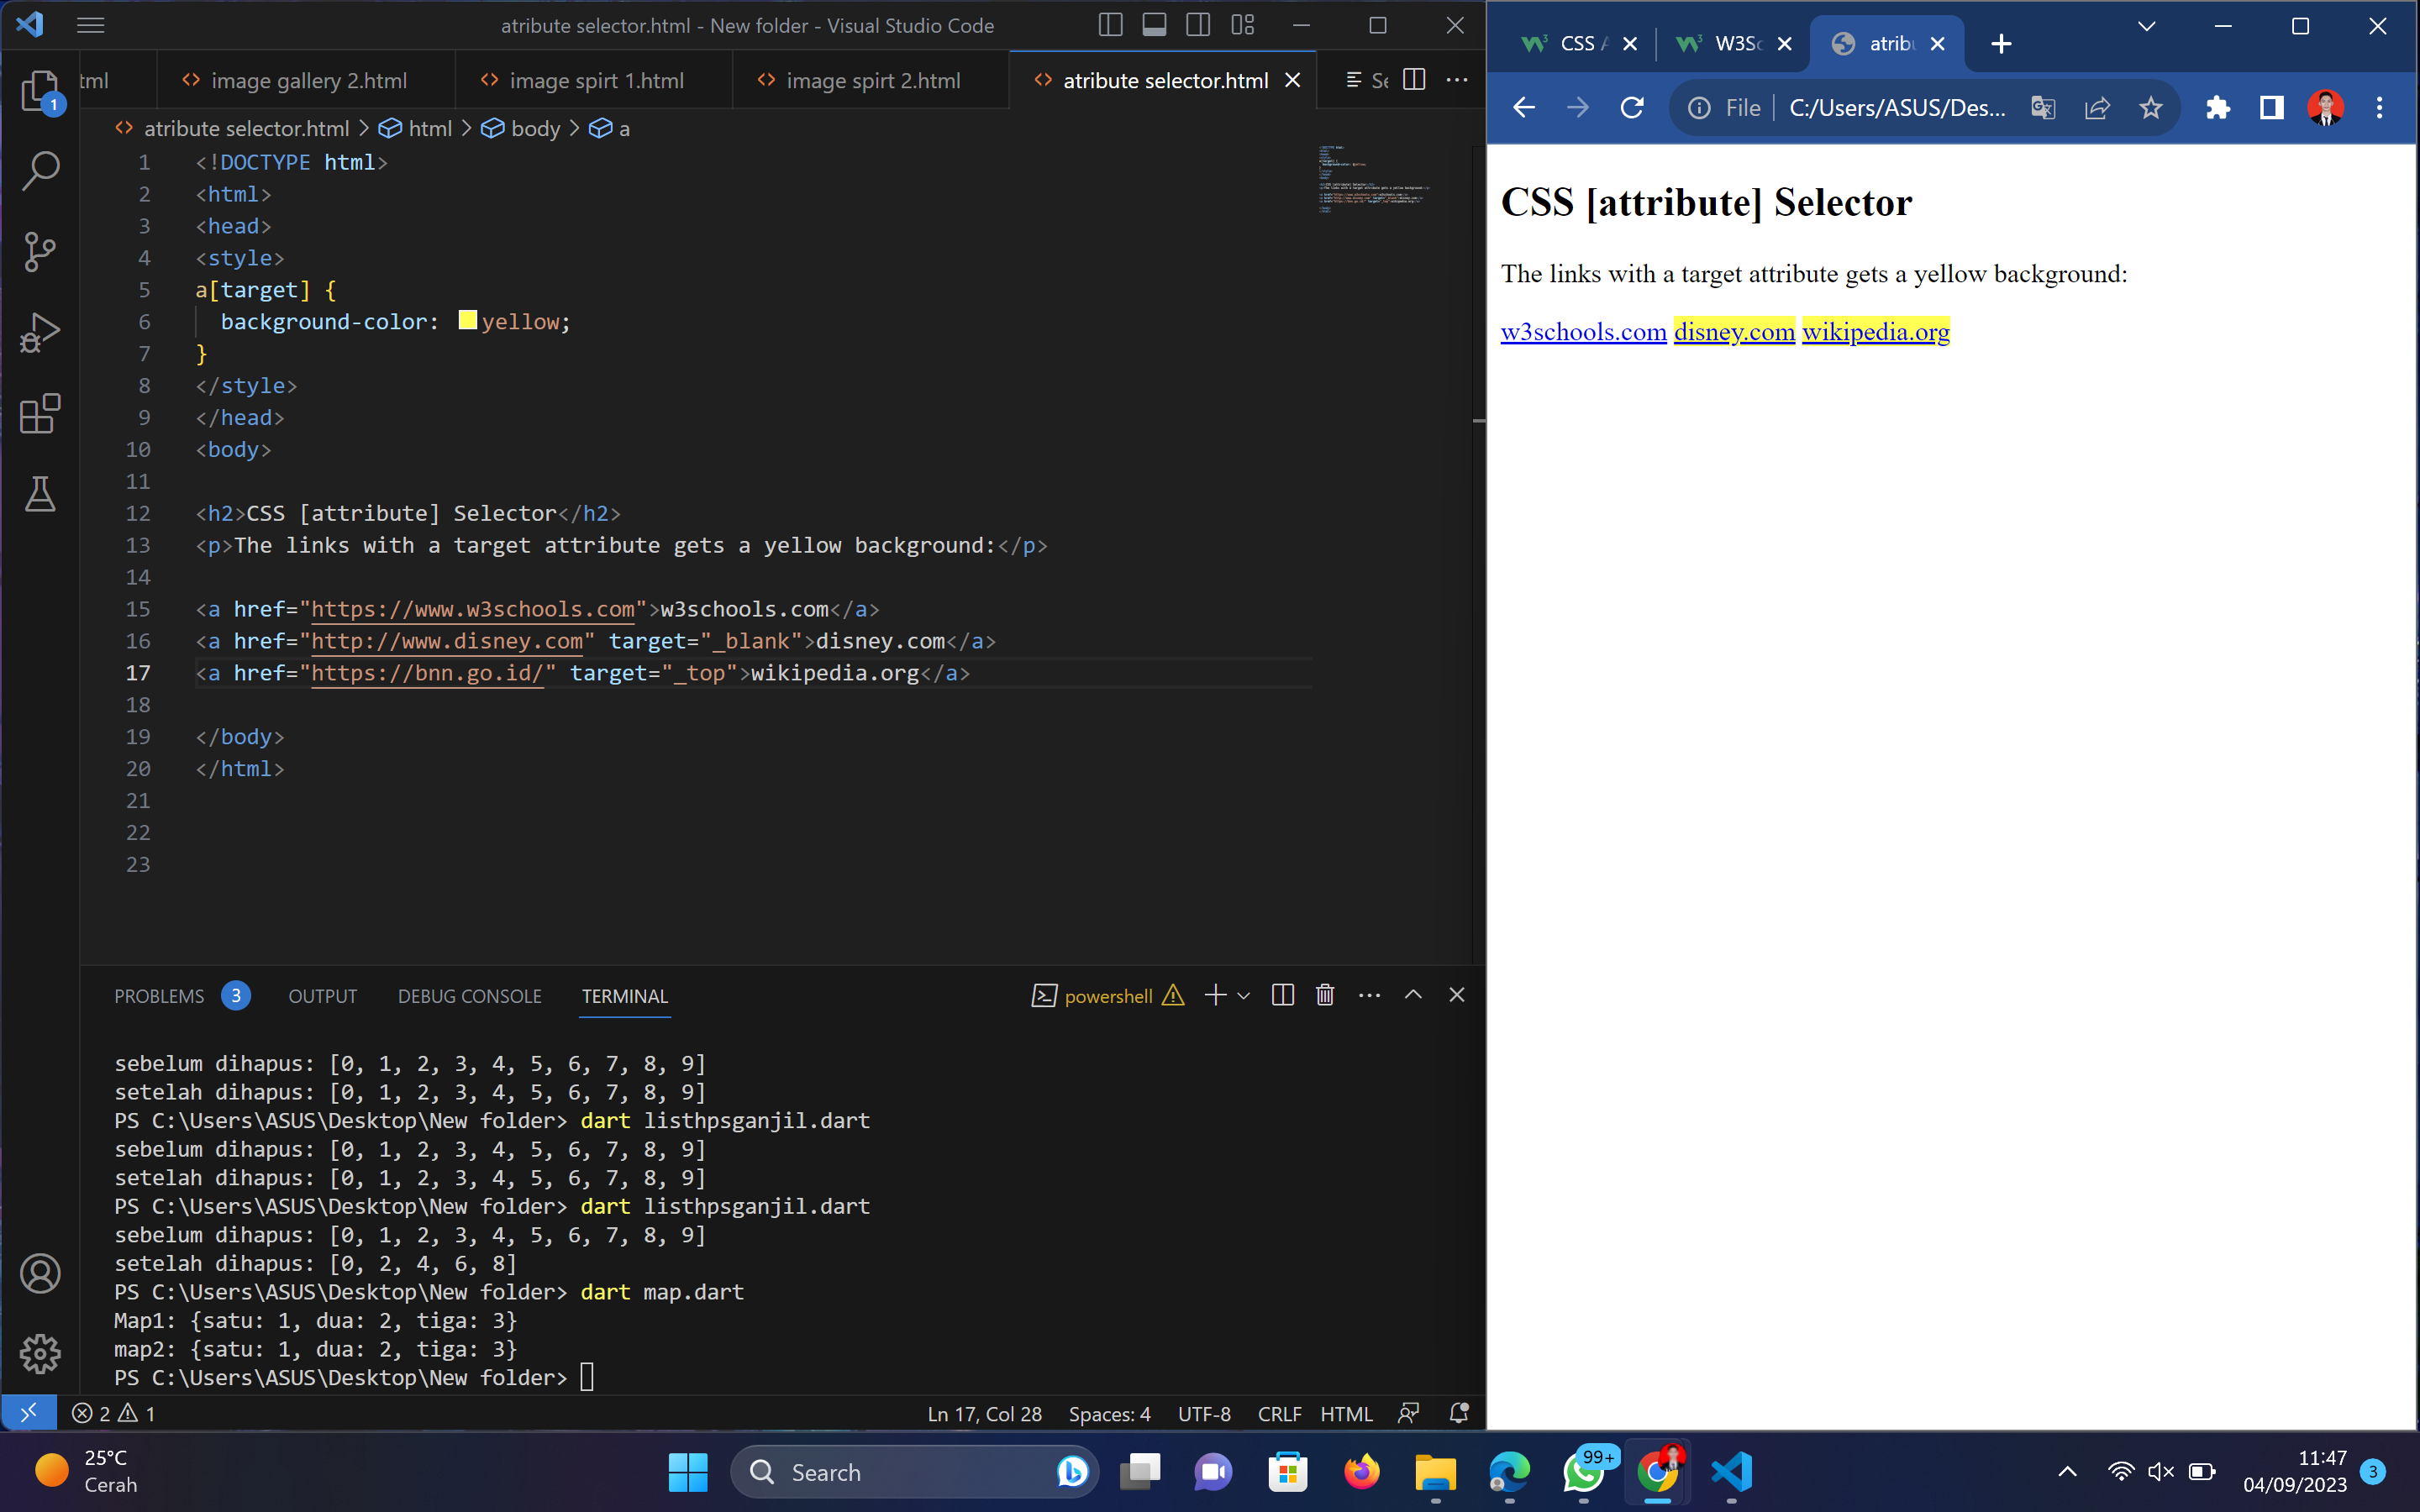 atribute selector.html - New folder - Visual Studio Code
tml
image gallery 2.html
image spirt 1.html
image spirt 2.html
atribute selector.html
Se
1
atribute selector.html > html > body > a
1 <!DOCTYPE html>
2 <html>
3 <head>
4 <style>
5 a[target] {
6 background-color: yellow;
7 }
8 </style>
9 </head>
10 <body>
11
12 <h2>CSS [attribute] Selector</h2>
13 <p>The links with a target attribute gets a yellow background:</p>
14
15 <a href="https://www.w3schools.com">w3schools.com</a>
16 <a href="http://www.disney.com" target="_blank">disney.com</a>
17 <a href="https://bnn.go.id/" target="_top">wikipedia.org</a>
18
19 </body>
20 </html>
21
22
23
PROBLEMS 3 OUTPUT DEBUG CONSOLE TERMINAL powershell
sebelum dihapus: [0, 1, 2, 3, 4, 5, 6, 7, 8, 9]
setelah dihapus: [0, 1, 2, 3, 4, 5, 6, 7, 8, 9]
PS C:\Users\ASUS\Desktop\New folder> dart listhpsganjil.dart
sebelum dihapus: [0, 1, 2, 3, 4, 5, 6, 7, 8, 9]
setelah dihapus: [0, 1, 2, 3, 4, 5, 6, 7, 8, 9]
PS C:\Users\ASUS\Desktop\New folder> dart listhpsganjil.dart
sebelum dihapus: [0, 1, 2, 3, 4, 5, 6, 7, 8, 9]
setelah dihapus: [0, 2, 4, 6, 8]
PS C:\Users\ASUS\Desktop\New folder> dart map.dart
Map1: {satu: 1, dua: 2, tiga: 3}
map2: {satu: 1, dua: 2, tiga: 3}
PS C:\Users\ASUS\Desktop\New folder>
2 1 Ln 17, Col 28 Spaces: 4 UTF-8 CRLF HTML
CSS A
W3Sc
atribu
File C:/Users/ASUS/Des...
CSS [attribute] Selector
The links with a target attribute gets a yellow background:
w3schools.com disney.com wikipedia.org
25°C
Cerah
Search
99+
11:47
04/09/2023
3